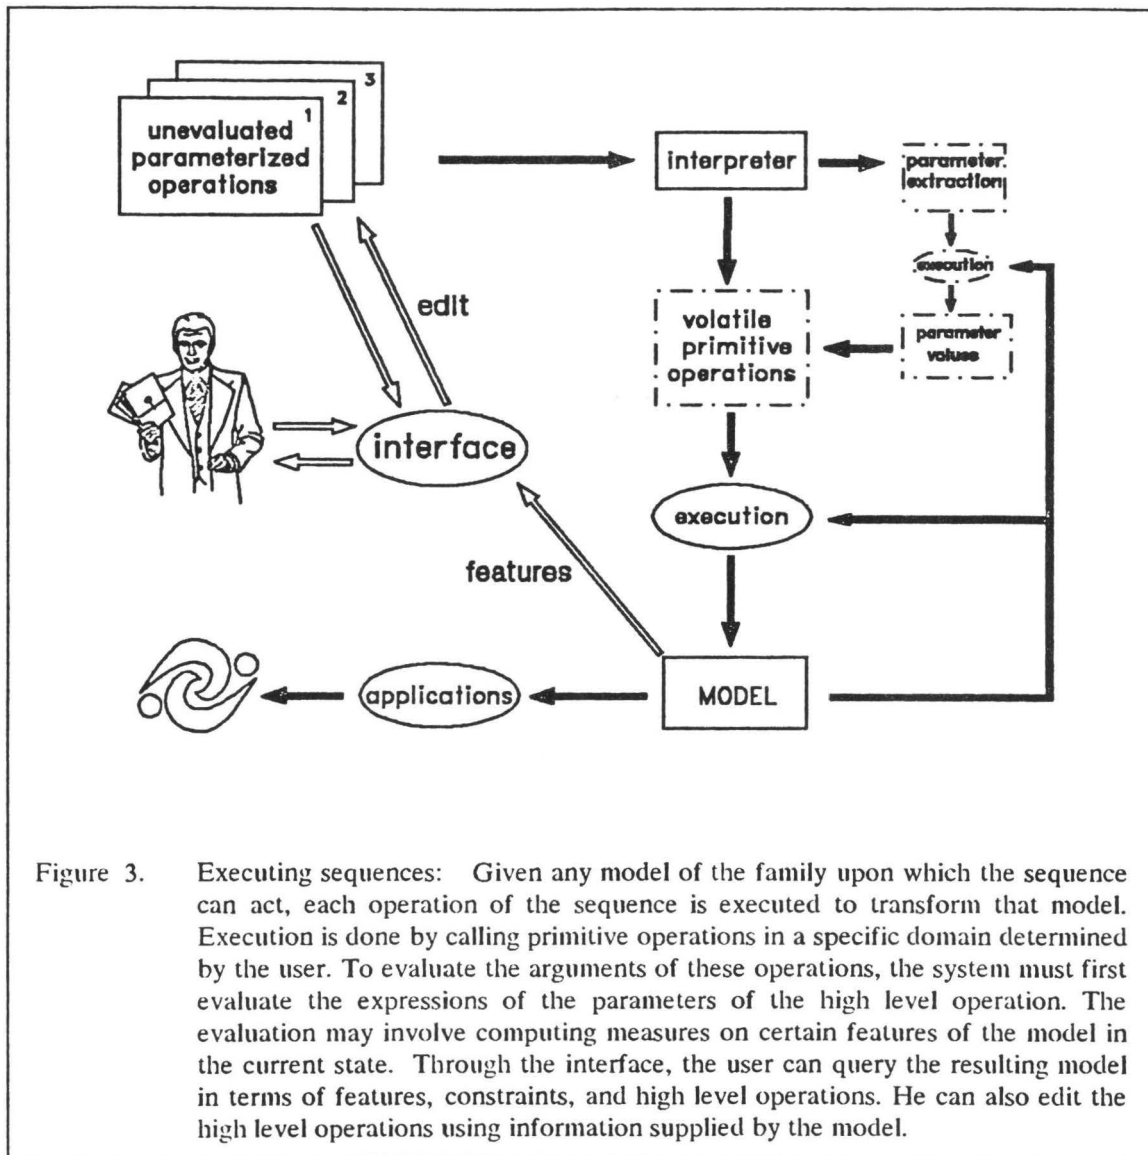 3
2
1
unevaluated
parameterized
operations
interpreter
parameter
extraction
execution
edit
volatile
primitive
operations
parameter
values
interface
execution
features
applications
MODEL
Figure 3. Executing sequences: Given any model of the family upon which the sequence
can act, each operation of the sequence is executed to transform that model.
Execution is done by calling primitive operations in a specific domain determined
by the user. To evaluate the arguments of these operations, the system must first
evaluate the expressions of the parameters of the high level operation. The
evaluation may involve computing measures on certain features of the model in
the current state. Through the interface, the user can query the resulting model
in terms of features, constraints, and high level operations. He can also edit the
high level operations using information supplied by the model.